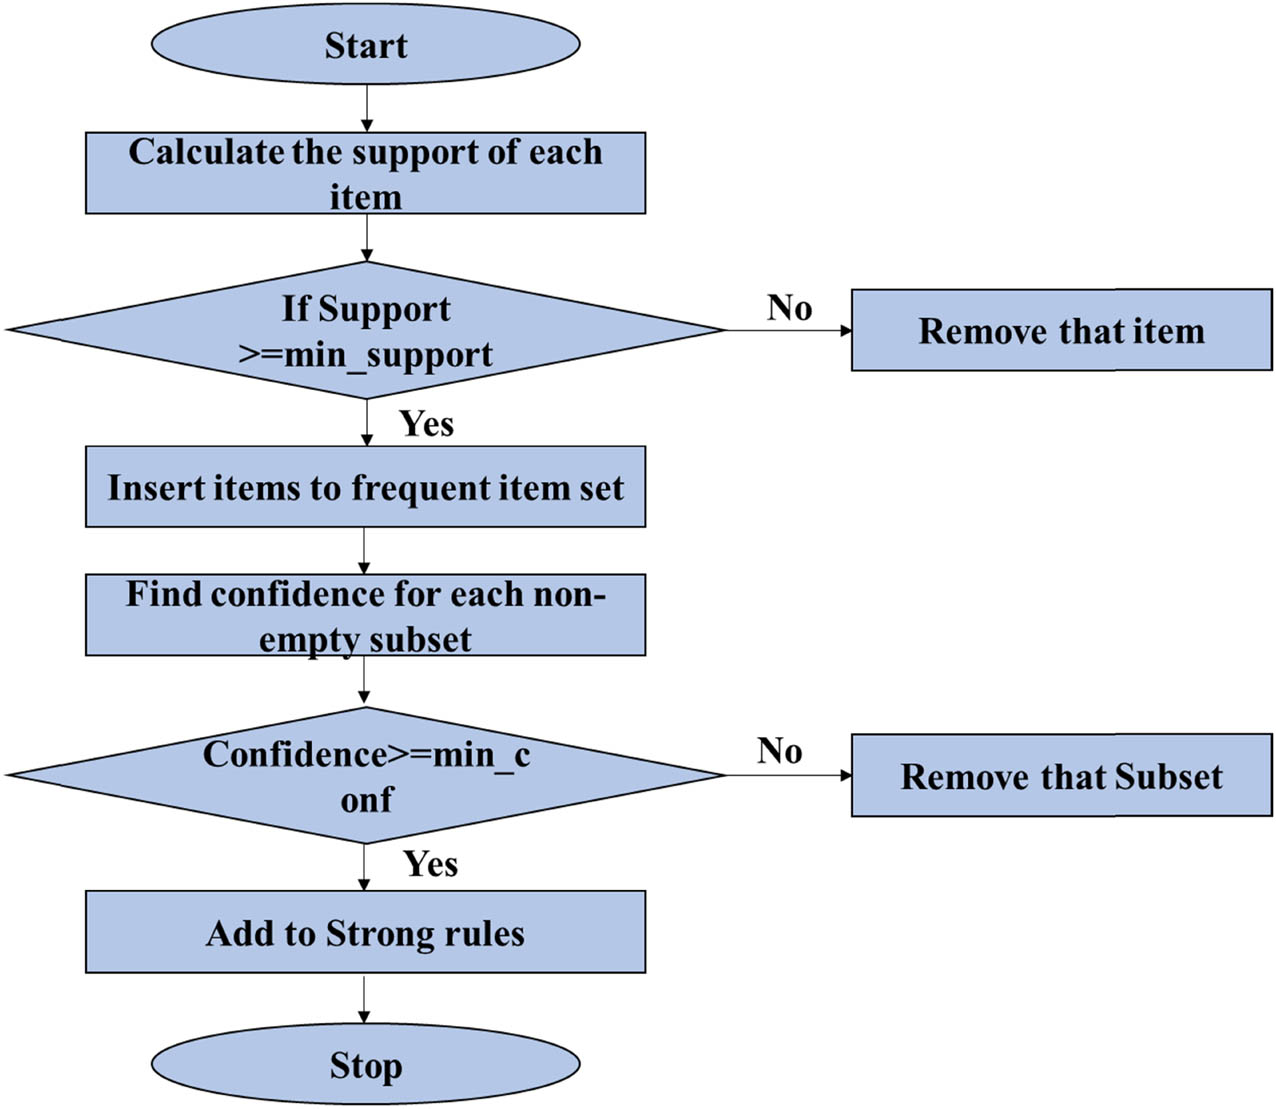 Start
Calculate the support of each
item
If Support
>=min_support
No
Remove that item
Yes
Insert items to frequent item set
Find confidence for each non-
empty subset
Confidence>=min_c
onf
No
Remove that Subset
Yes
Add to Strong rules
Stop